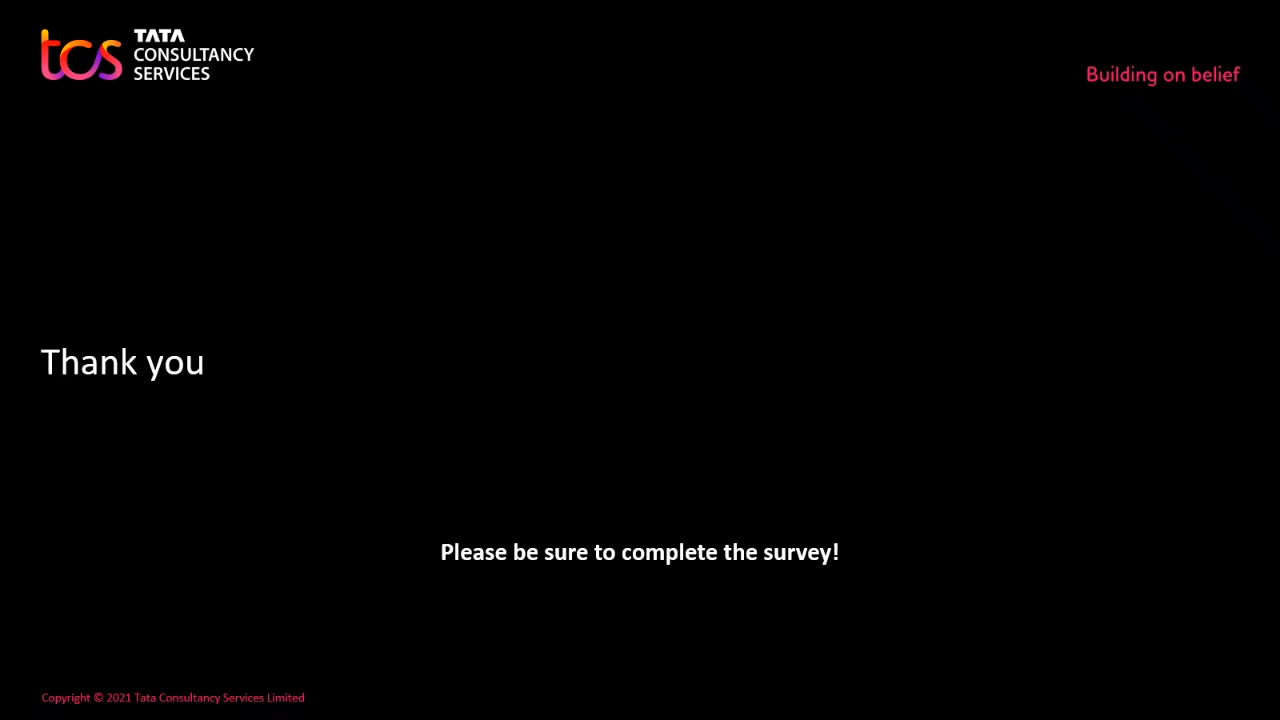 tcs
TATA
CONSULTANCY
SERVICES
Building on belief
Thank you
Please be sure to complete the survey!
Copyright © 2021 Tata Consultancy Services Limited